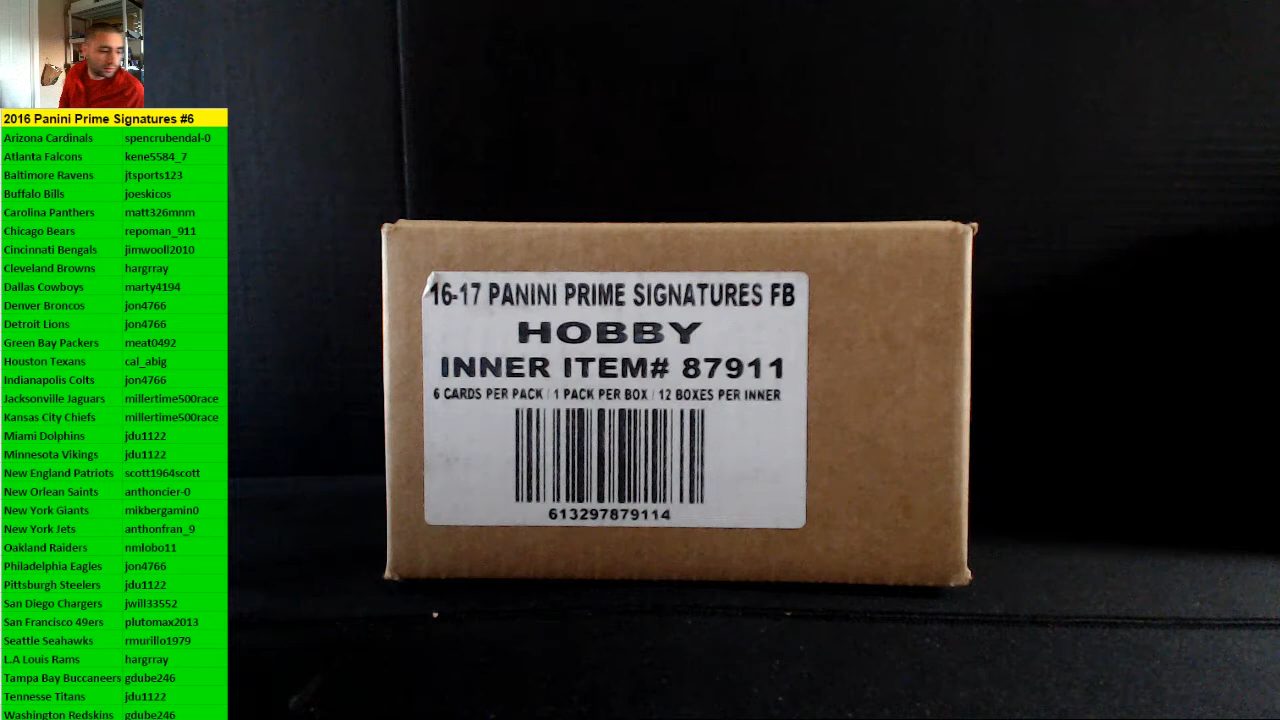 2016 Panini Prime Signatures #6
Arizona Cardinals spencrubendal-0
Atlanta Falcons kene5584_7
Baltimore Ravens jtsports123
Buffalo Bills joeskicos
Carolina Panthers matt326mnm
Chicago Bears repoman_911
Cincinnati Bengals jimwooll2010
Cleveland Browns hargrray
Dallas Cowboys marty4194
Denver Broncos jon4766
Detroit Lions jon4766
Green Bay Packers meat0492
Houston Texans cal_abig
Indianapolis Colts jon4766
Jacksonville Jaguars millertime500race
Kansas City Chiefs millertime500race
Miami Dolphins jdu1122
Minnesota Vikings jdu1122
New England Patriots scott1964scott
New Orlean Saints anthoncier-0
New York Giants mikbergamin0
New York Jets anthonfran_9
Oakland Raiders nmlobo11
Philadelphia Eagles jon4766
Pittsburgh Steelers jdu1122
San Diego Chargers jwill33552
San Francisco 49ers plutomax2013
Seattle Seahawks rmurillo1979
L.A Louis Rams hargrray
Tampa Bay Buccaneers gdube246
Tennesse Titans jdu1122
Washington Redskins gdube246
16-17 PANINI PRIME SIGNATURES FB
HOBBY
INNER ITEM# 87911
6 CARDS PER PACK / 1 PACK PER BOX / 12 BOXES PER INNER
613297879114